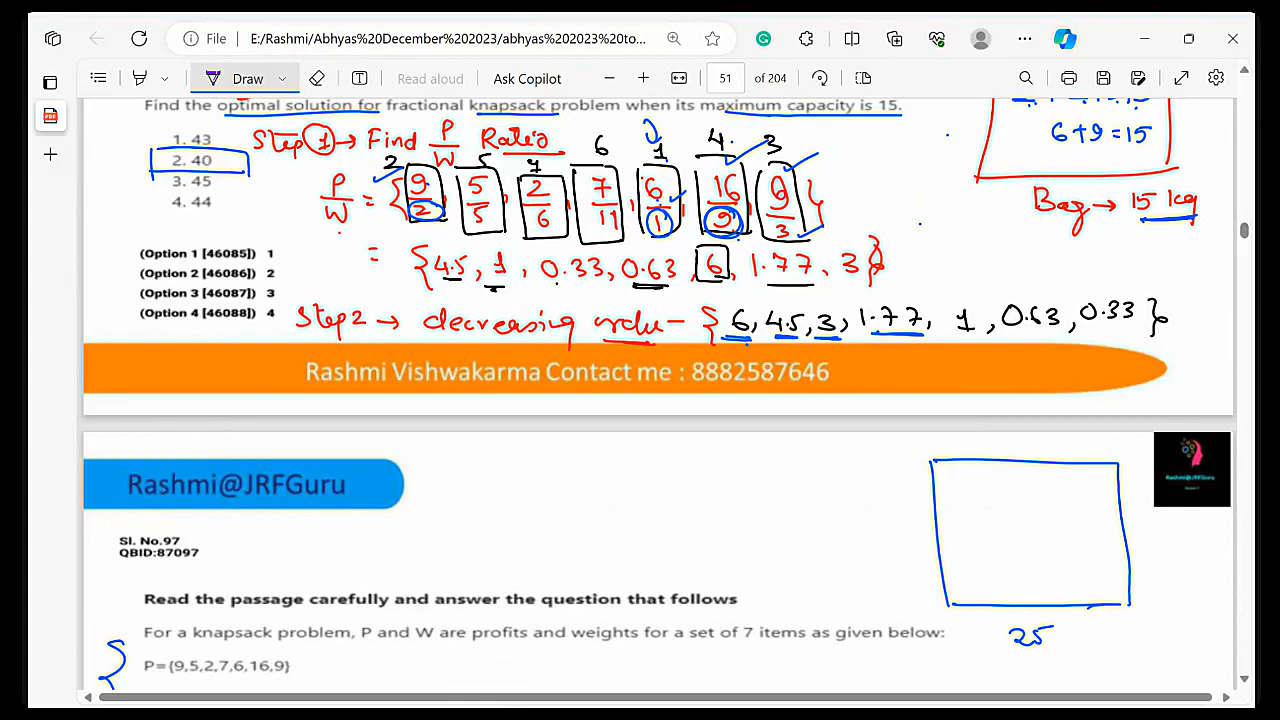 File E:/Rashmi/Abhyas%20December%202023/abhyas%202023%20to...
Draw Read aloud Ask Copilot 51 of 204
Find the optimal solution for fractional knapsack problem when its maximum capacity is 15.
6+9=15
1. 43
2. 40
3. 45
4. 44
Step 1 → Find P/W Ratio
2 5 7 6 1 4. 3
P/W = { 9/2, 5/5, 2/6, 7/11, 6/1, 16/9, 9/3 }
Bag → 15 kg
= { 4.5, 1, 0.33, 0.63, 6, 1.77, 3 }
(Option 1 [46085]) 1
(Option 2 [46086]) 2
(Option 3 [46087]) 3
(Option 4 [46088]) 4
Step2 → decreasing order - { 6, 4.5, 3, 1.77, 1, 0.63, 0.33 }
Rashmi Vishwakarma Contact me : 8882587646
Rashmi@JRFGuru
Sl. No.97
QBID:87097
Read the passage carefully and answer the question that follows
For a knapsack problem, P and W are profits and weights for a set of 7 items as given below:
25
P={9,5,2,7,6,16,9}